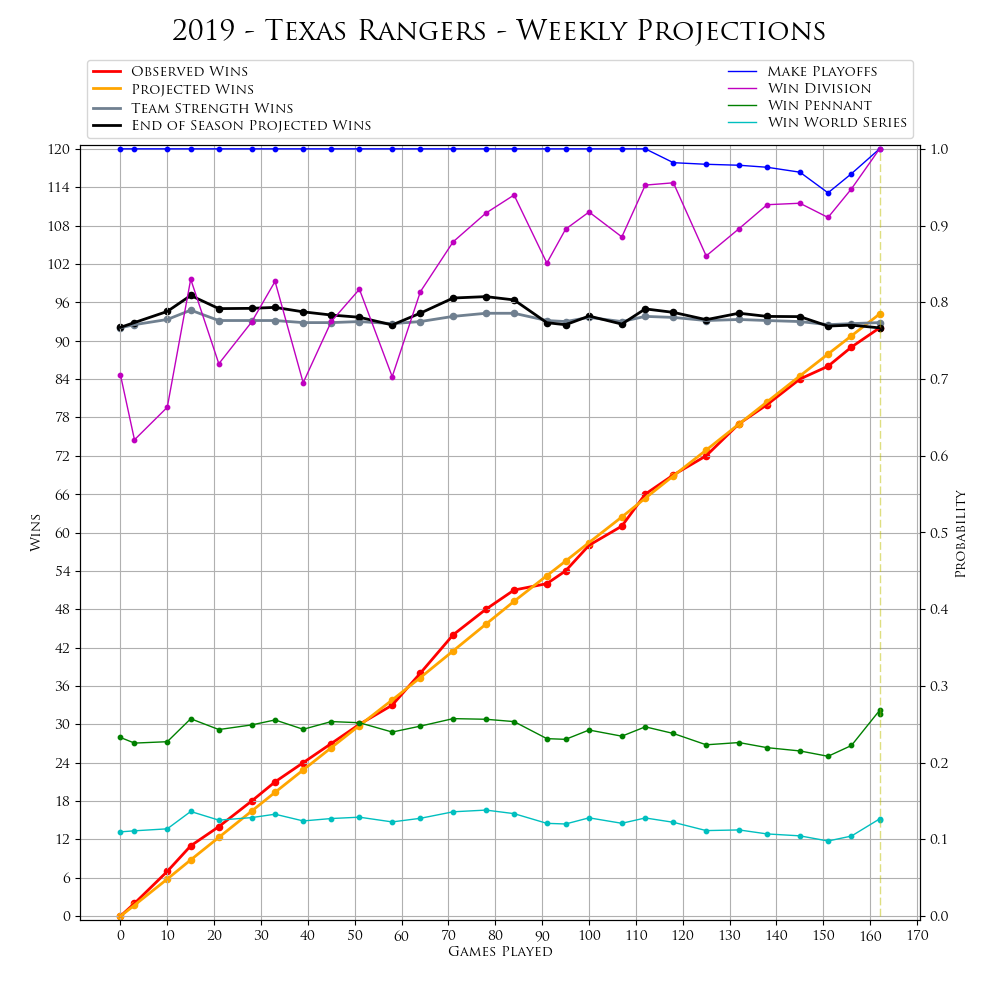 2019 - Texas Rangers - Weekly Projections
Observed Wins
Projected Wins
Team Strength Wins
End of Season Projected Wins
Make Playoffs
Win Division
Win Pennant
Win World Series
120
114
108
102
96
90
84
78
72
66
60
54
48
42
36
30
24
18
12
6
0
Wins
1.0
0.9
0.8
0.7
0.6
0.5
0.4
0.3
0.2
0.1
0.0
Probability
0 10 20 30 40 50 60 70 80 90 100 110 120 130 140 150 160 170
Games Played